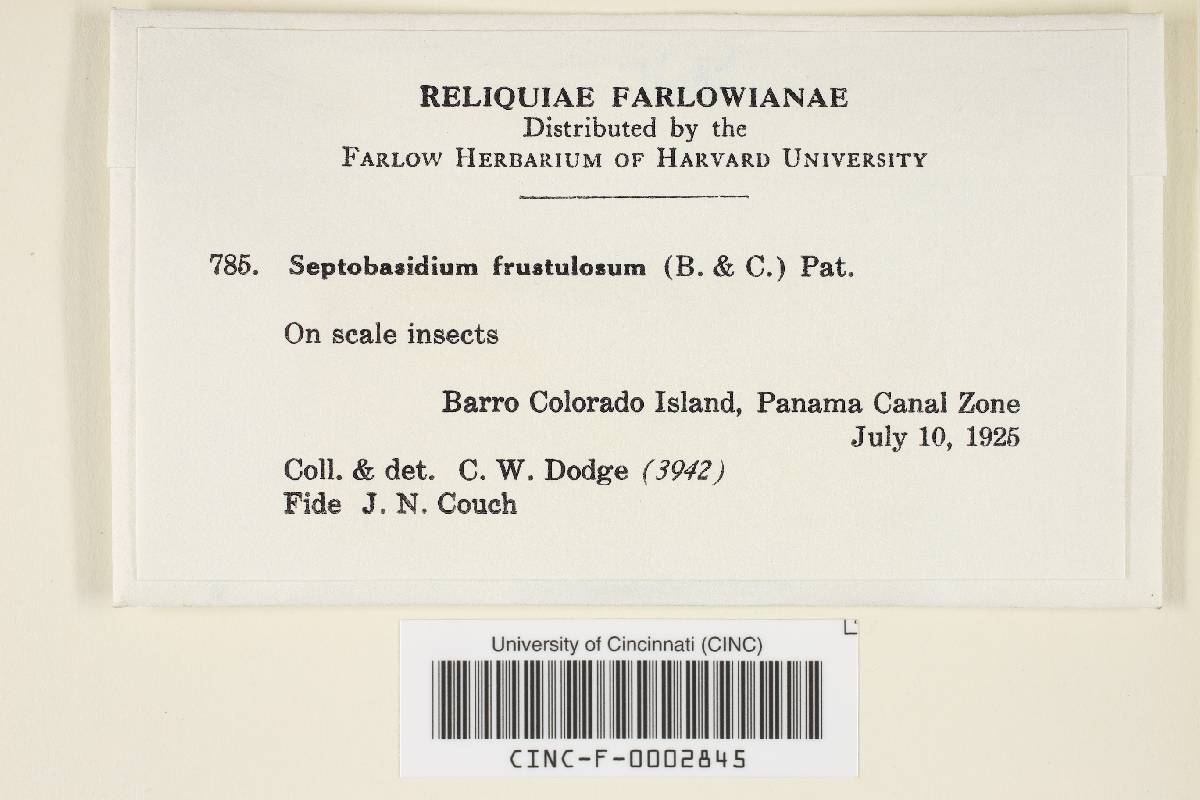 RELIQUIAE FARLOWIANAE
Distributed by the
FARLOW HERBARIUM OF HARVARD UNIVERSITY
785. Septobasidium frustulosum (B. & C.) Pat.
On scale insects
Barro Colorado Island, Panama Canal Zone
July 10, 1925
Coll. & det. C. W. Dodge (3942)
Fide J. N. Couch
University of Cincinnati (CINC)
CINC-F-0002845